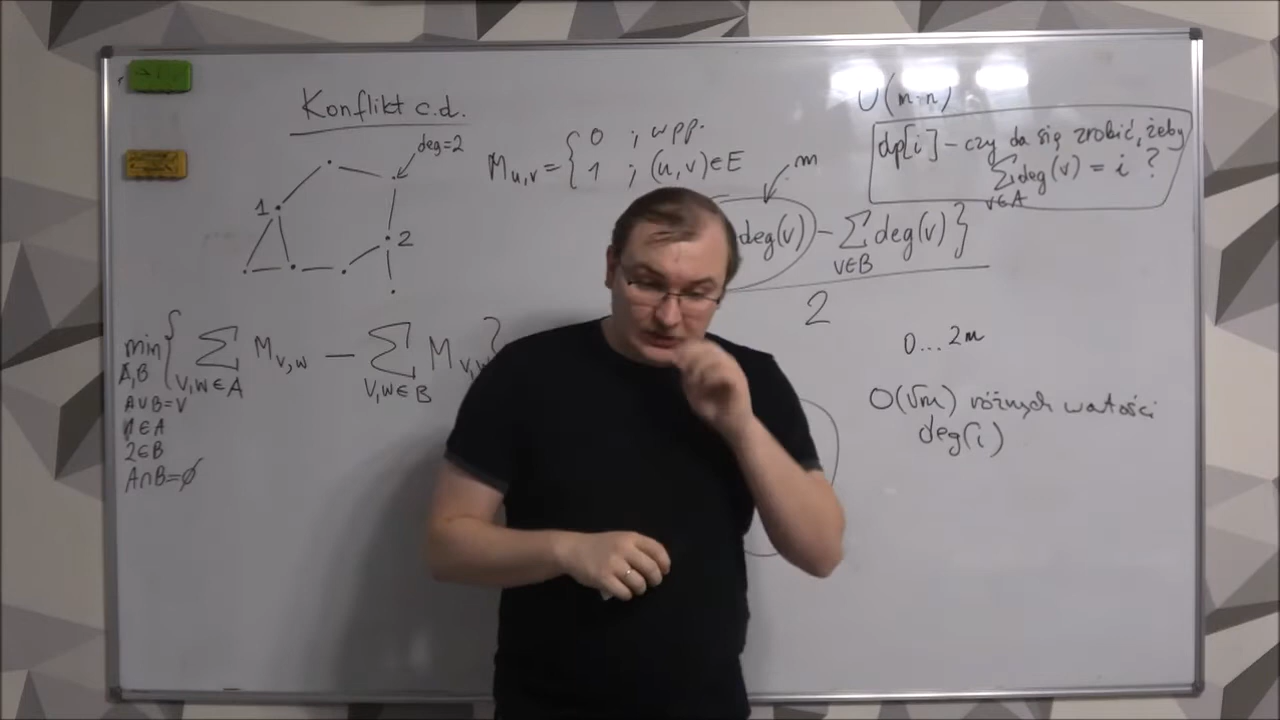 Konflikt c.d.
deg=2
1
2
M_{u,v} = { 0 ; wpp.
1 ; (u,v) ∈ E
m
deg(v)) - ∑_{v∈B} deg(v)}
2
min_{A,B} { ∑_{v,w∈A} M_{v,w} — ∑_{v,w∈B} M_{v,w} }
A∪B=V
1∈A
2∈B
A∩B=∅
O(m·n)
dp[i] - czy da się zrobić, żeby
∑_{v∈A} deg(v) = i ?
0...2m
O(√m) różnych wartości
deg(i)